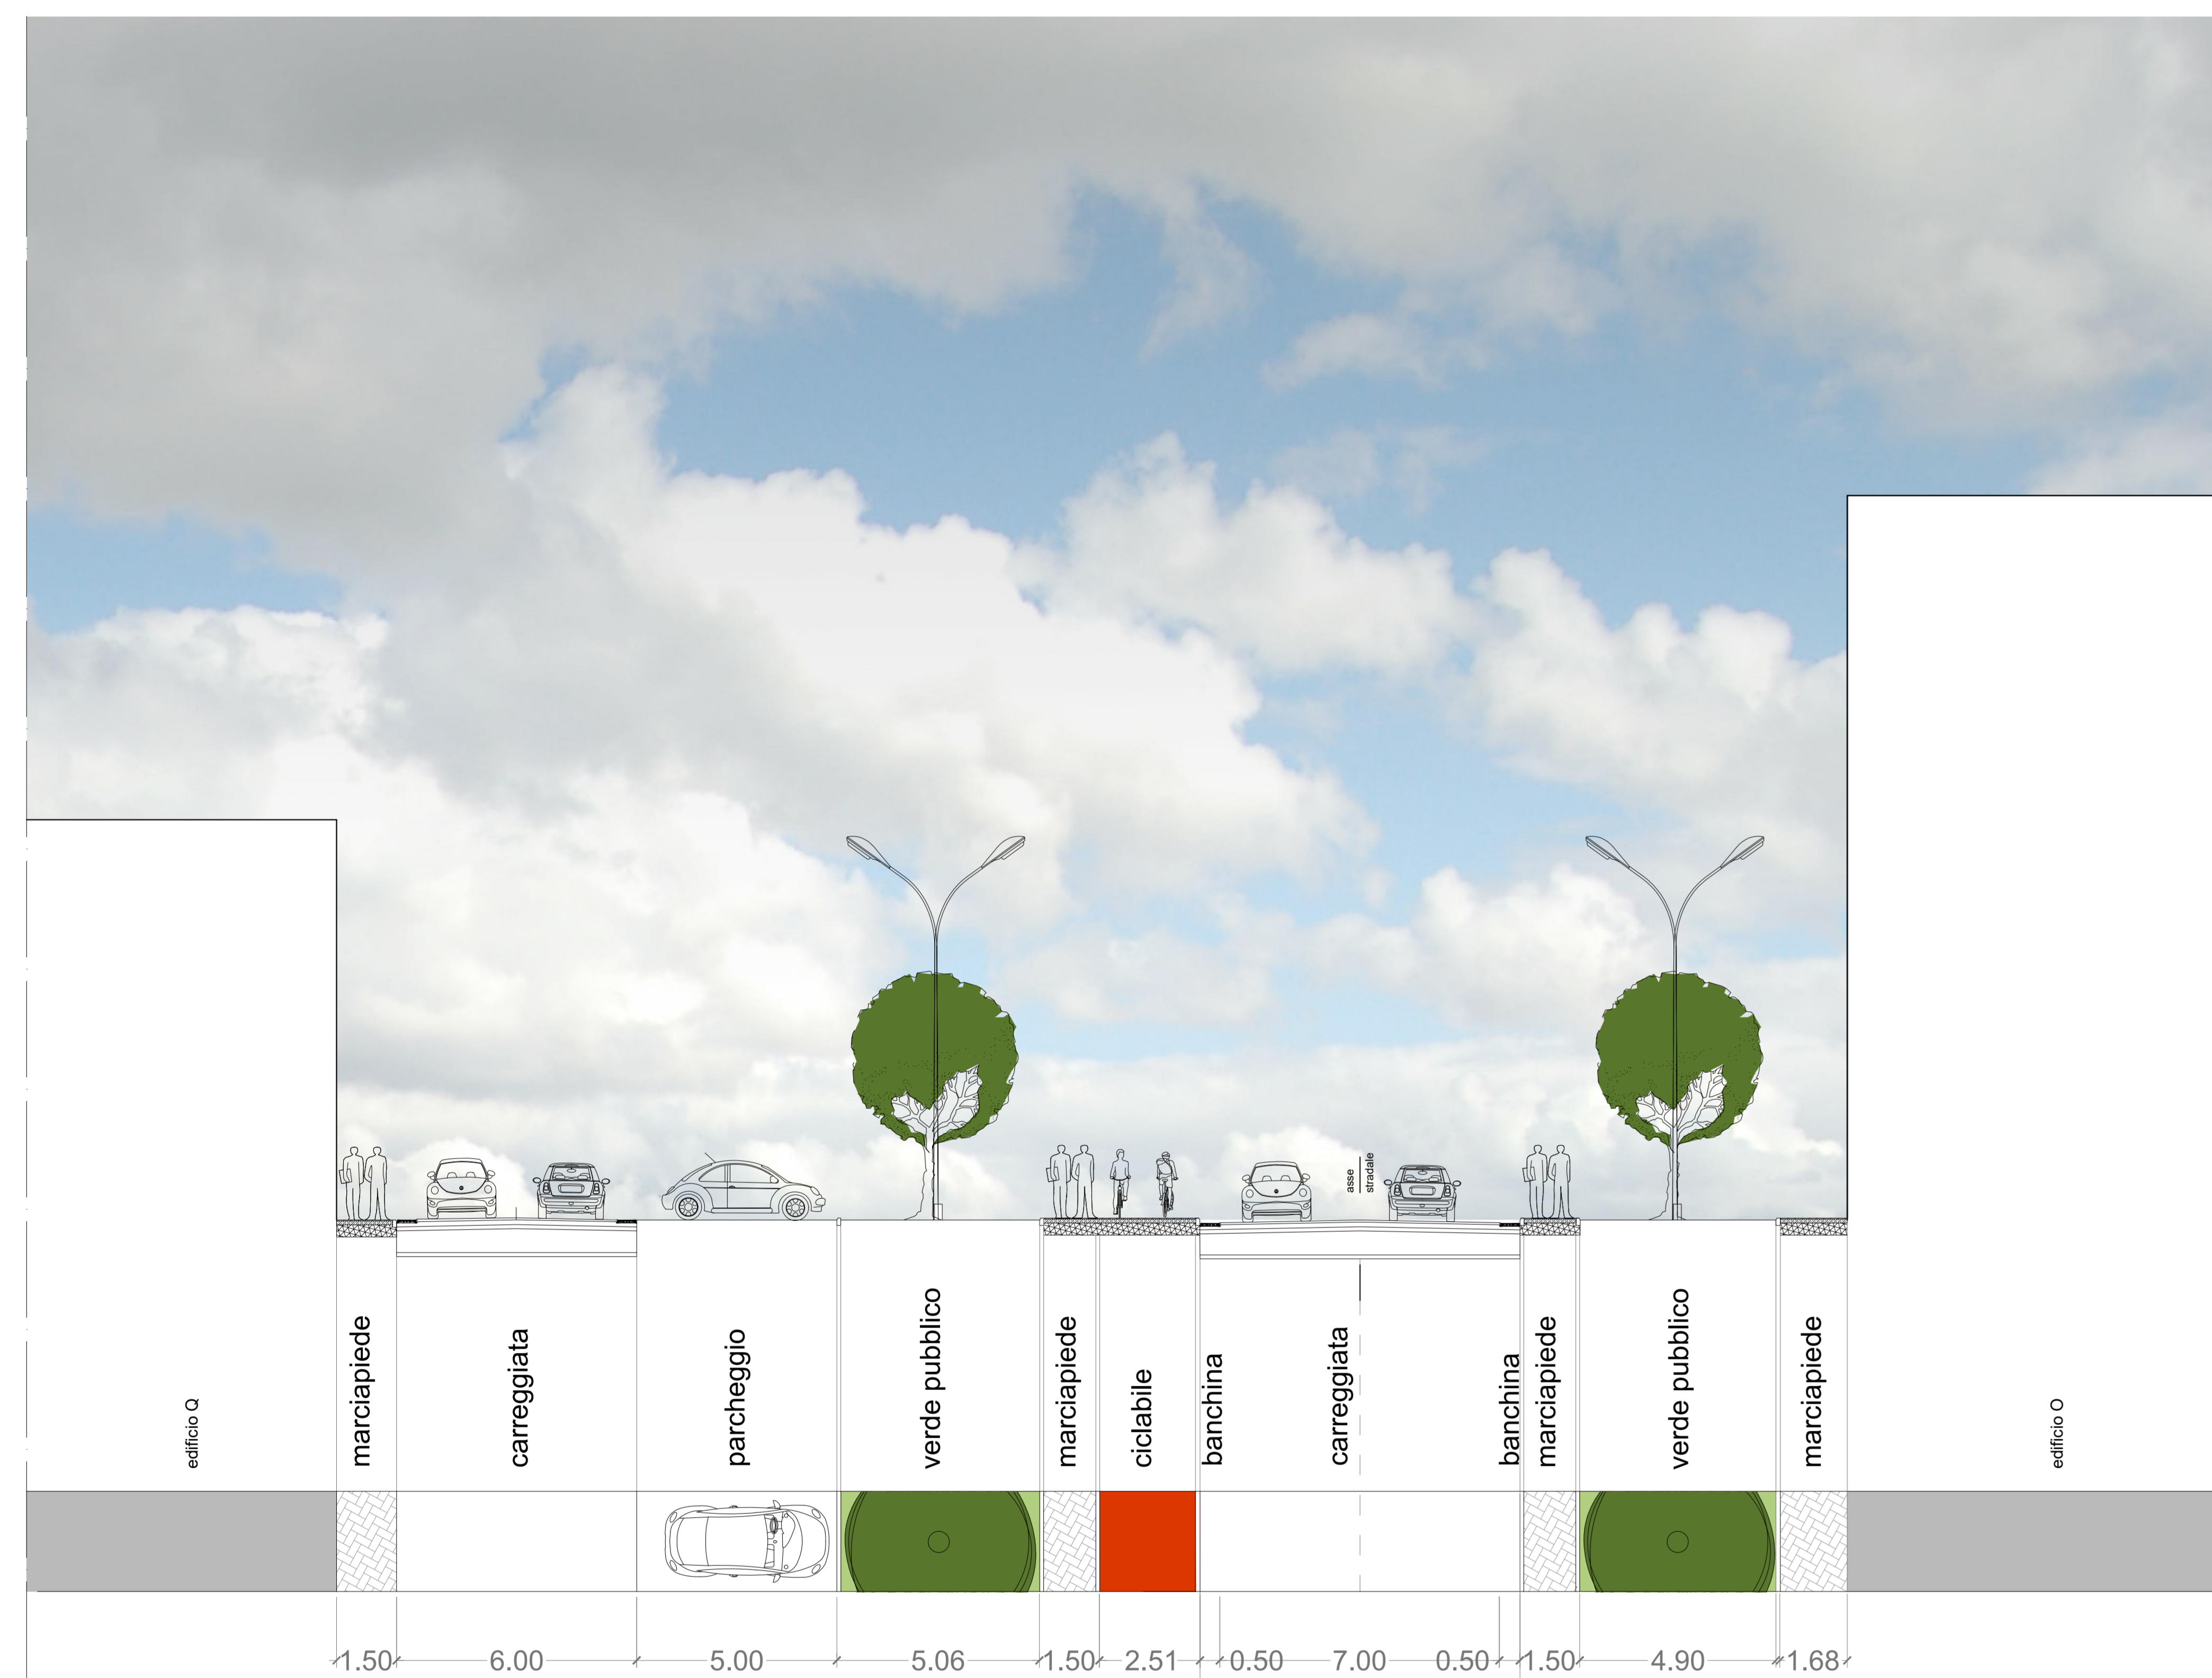 asse
stradale
edificio Q
marciapiede
carreggiata
parcheggio
verde pubblico
marciapiede
ciclabile
banchina
carreggiata
banchina
marciapiede
verde pubblico
marciapiede
edificio O
1.50 6.00 5.00 5.06 1.50 2.51 0.50 7.00 0.50 1.50 4.90 1.68